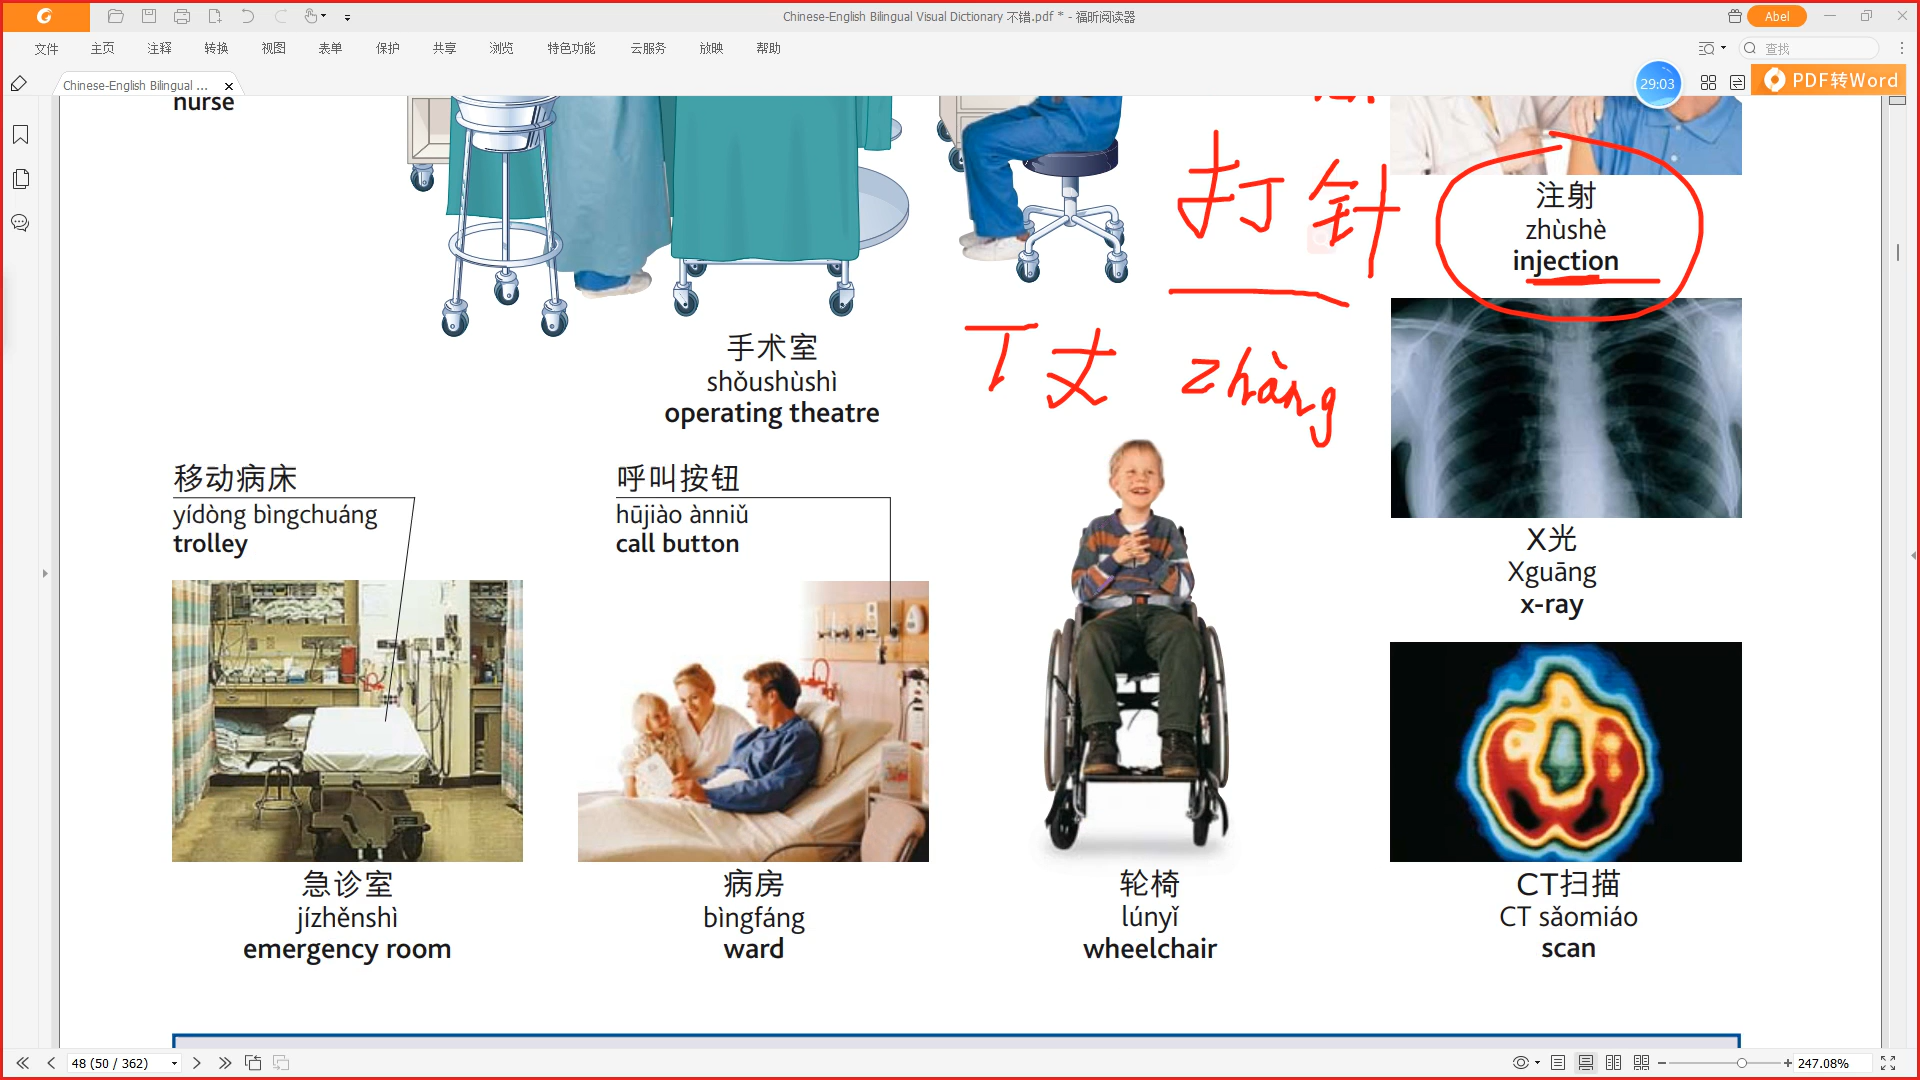 Chinese-English Bilingual Visual Dictionary 不错.pdf * - 福昕阅读器
Abel
文件 主页 注释 转换 视图 表单 保护 共享 浏览 特色功能 云服务 放映 帮助
查找
Chinese-English Bilingual ...
29:03
PDF转Word
nurse
打针
注射
zhùshè
injection
丁丈 zhàng
手术室
shǒushùshì
operating theatre
移动病床
yídòng bìngchuáng
trolley
呼叫按钮
hūjiào ànniǔ
call button
X光
Xguāng
x-ray
急诊室
jízhěnshì
emergency room
病房
bìngfáng
ward
轮椅
lúnyǐ
wheelchair
CT扫描
CT sǎomiáo
scan
48 (50 / 362)
247.08%